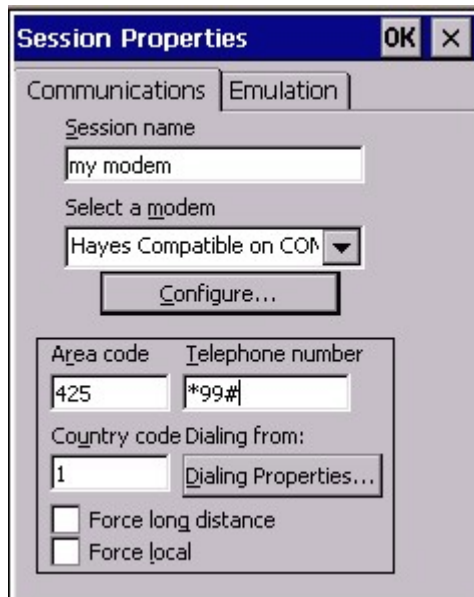 Session Properties OK ×
Communications Emulation
Session name
my modem
Select a modem
Hayes Compatible on COM
Configure...
Area code Telephone number
425 *99#
Country code Dialing from:
1 Dialing Properties...
Force long distance
Force local